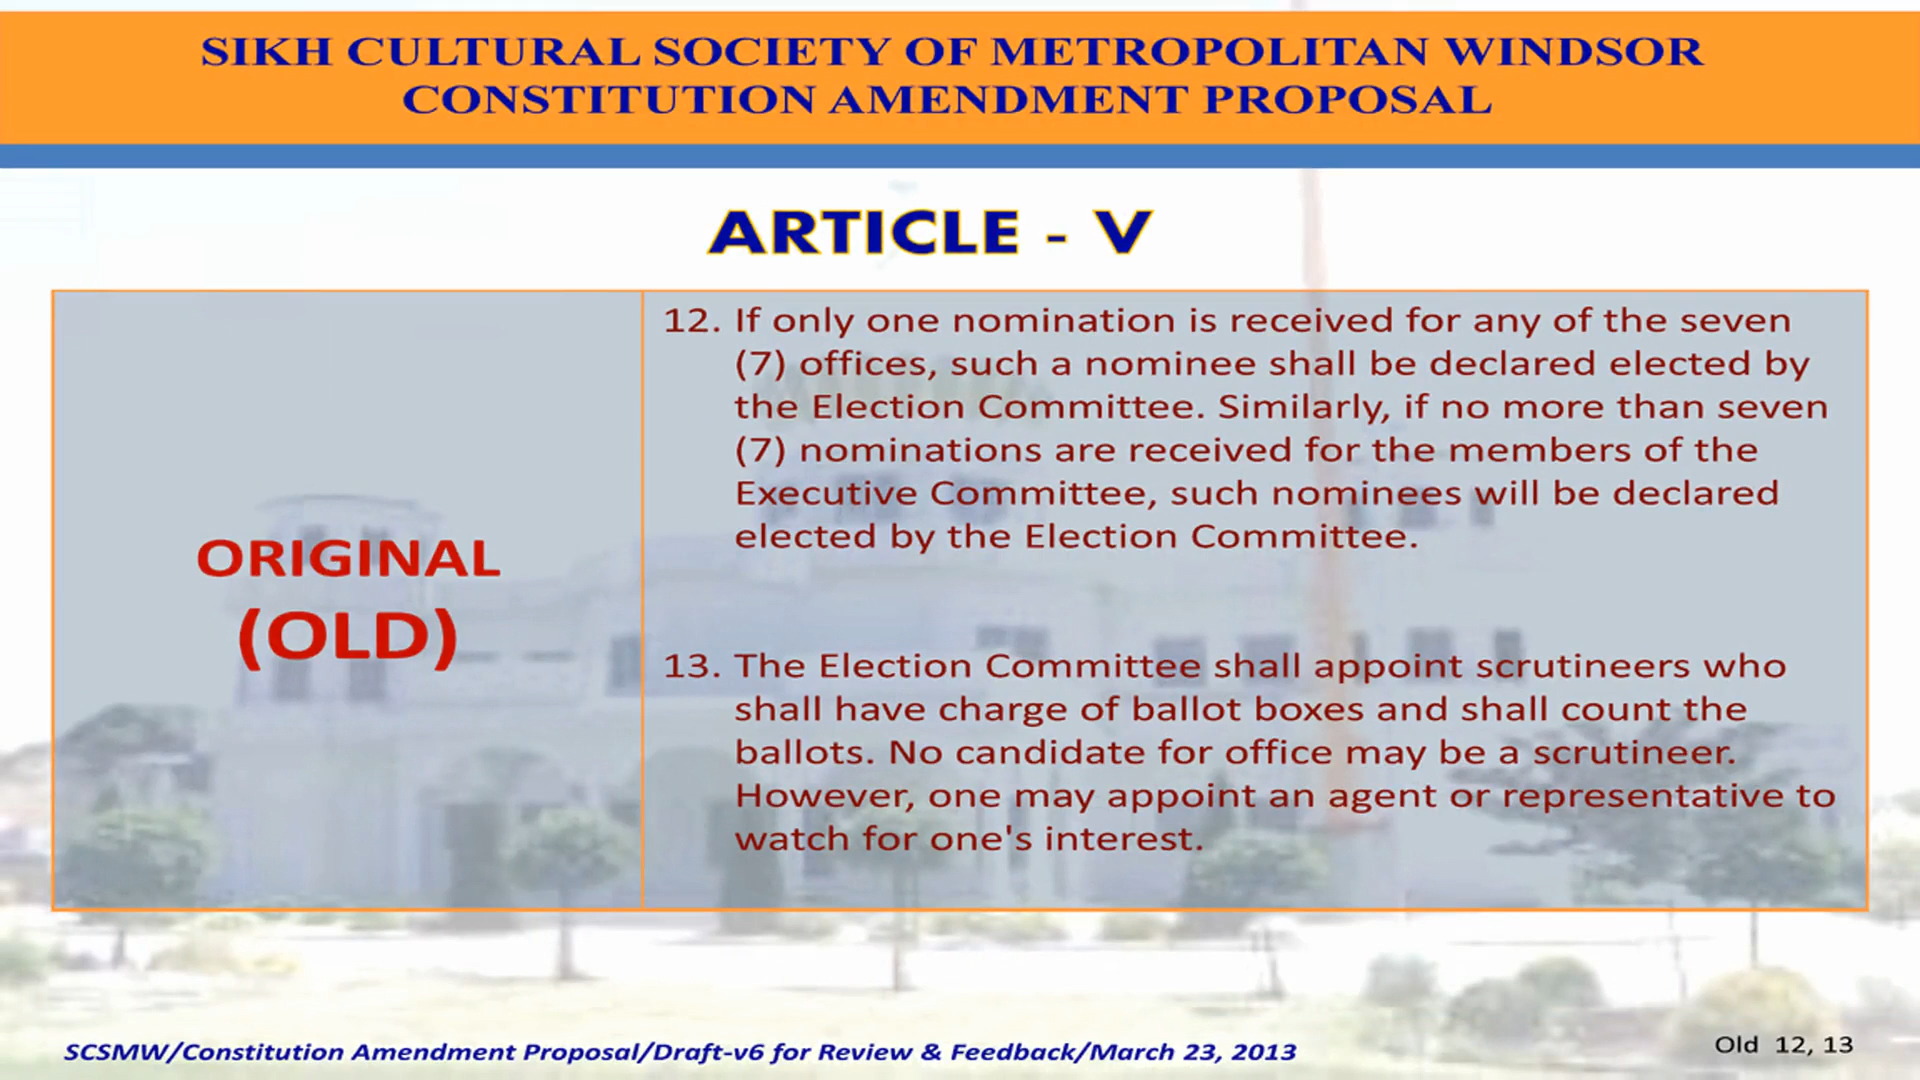 SIKH CULTURAL SOCIETY OF METROPOLITAN WINDSOR
CONSTITUTION AMENDMENT PROPOSAL
ARTICLE - V
ORIGINAL
(OLD)
12. If only one nomination is received for any of the seven
(7) offices, such a nominee shall be declared elected by
the Election Committee. Similarly, if no more than seven
(7) nominations are received for the members of the
Executive Committee, such nominees will be declared
elected by the Election Committee.
13. The Election Committee shall appoint scrutineers who
shall have charge of ballot boxes and shall count the
ballots. No candidate for office may be a scrutineer.
However, one may appoint an agent or representative to
watch for one's interest.
SCSMW/Constitution Amendment Proposal/Draft-v6 for Review & Feedback/March 23, 2013
Old 12, 13